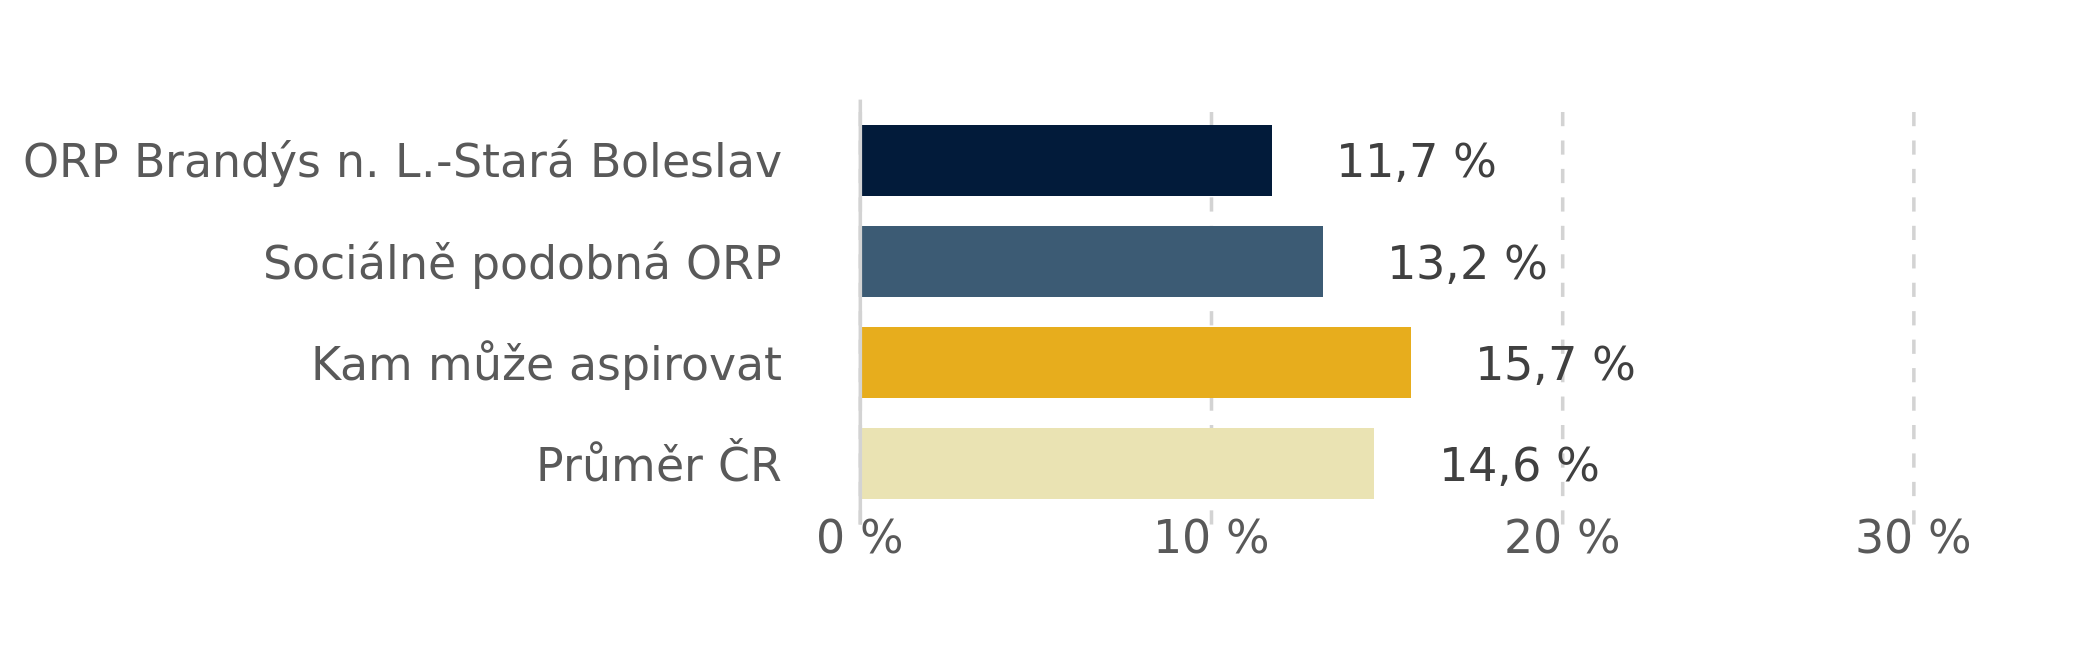 ORP Brandýs n. L.-Stará Boleslav 11,7 %
Sociálně podobná ORP 13,2 %
Kam může aspirovat 15,7 %
Průměr ČR 14,6 %
0 % 10 % 20 % 30 %